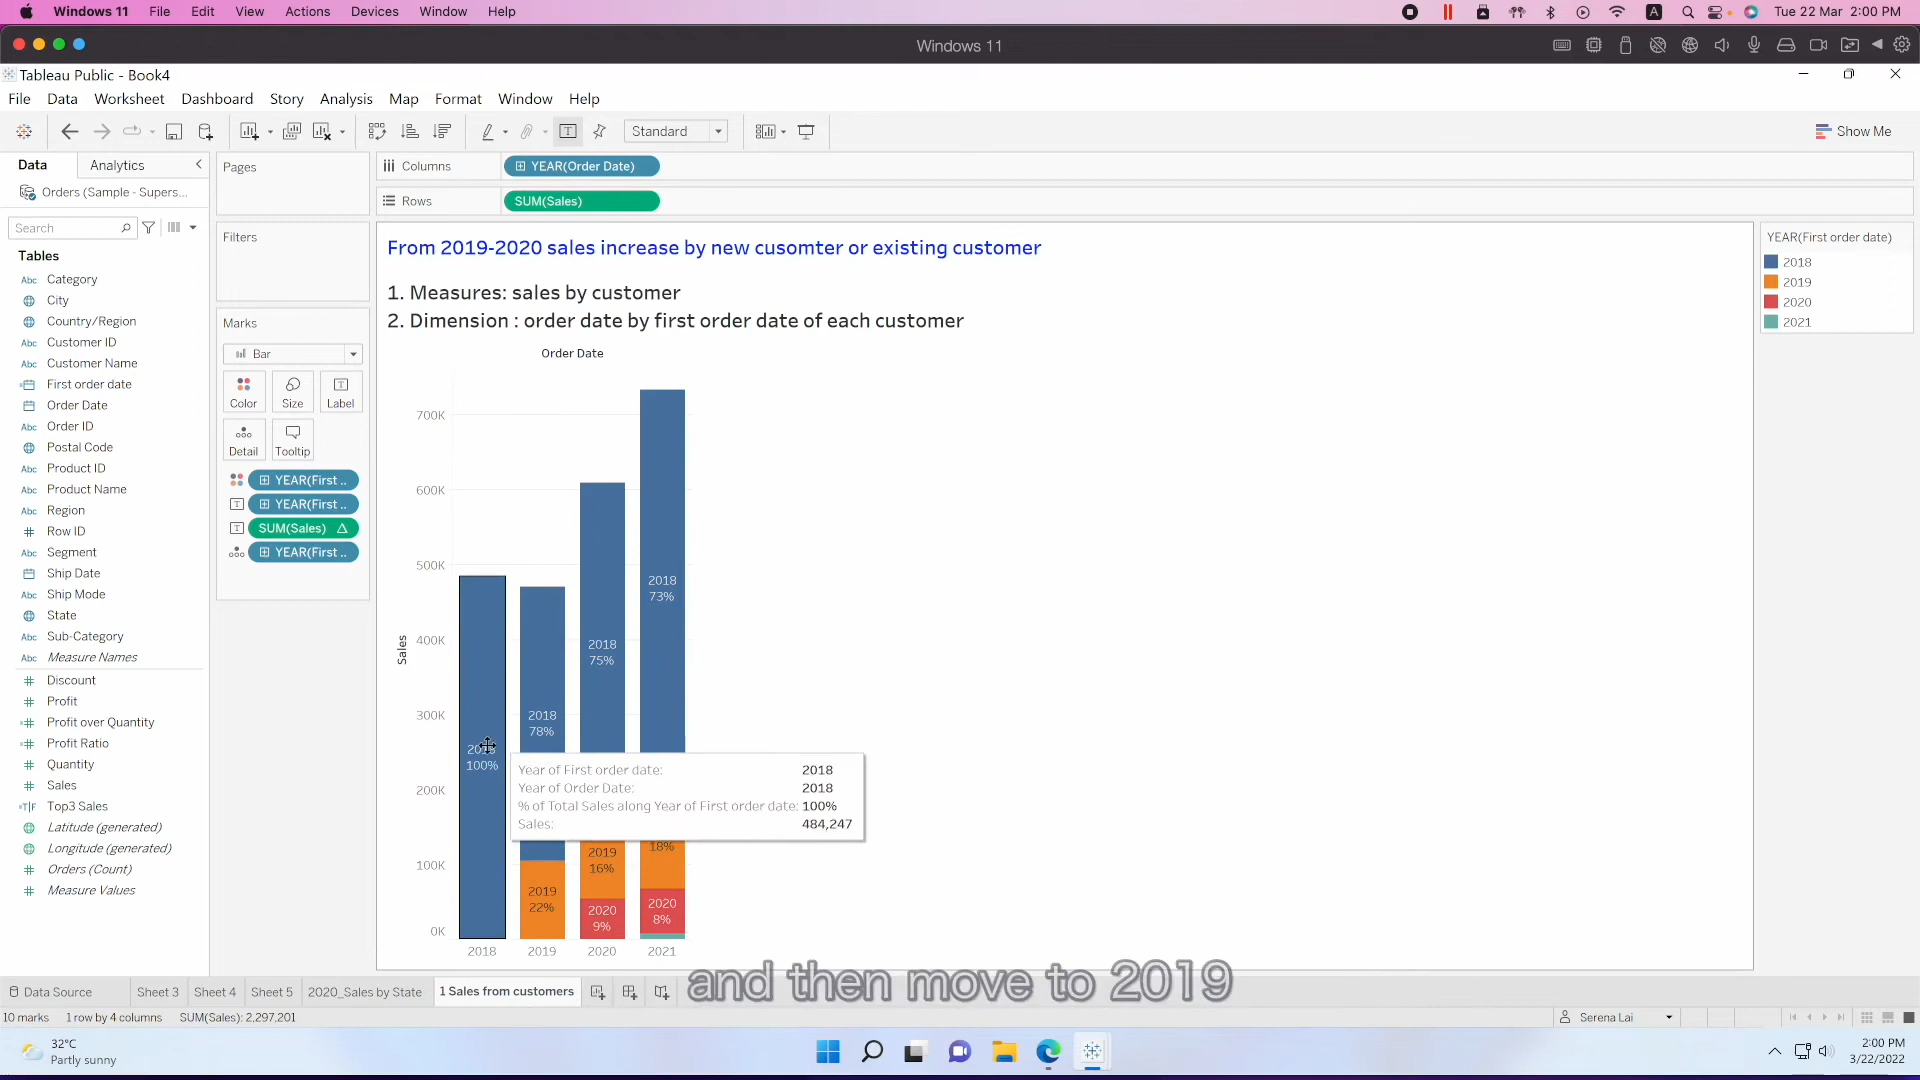 Windows 11 File Edit View Actions Devices Window Help A Tue 22 Mar 2:00 PM
Windows 11
Tableau Public - Book4
File Data Worksheet Dashboard Story Analysis Map Format Window Help
Standard Show Me
Data Analytics
Orders (Sample - Supers...
Search
Tables
Abc Category
City
Country/Region
Abc Customer ID
Abc Customer Name
First order date
Order Date
Abc Order ID
Postal Code
Abc Product ID
Abc Product Name
Abc Region
# Row ID
Abc Segment
Ship Date
Abc Ship Mode
State
Abc Sub-Category
Abc Measure Names
# Discount
# Profit
=# Profit over Quantity
=# Profit Ratio
# Quantity
# Sales
=T|F Top3 Sales
Latitude (generated)
Longitude (generated)
# Orders (Count)
# Measure Values
Pages
Filters
Marks
Bar
Color Size Label
Detail Tooltip
YEAR(First ..
YEAR(First ..
SUM(Sales) △
YEAR(First ..
Columns YEAR(Order Date)
Rows SUM(Sales)
From 2019-2020 sales increase by new cusomter or existing customer
1. Measures: sales by customer
2. Dimension : order date by first order date of each customer
Order Date
700K
600K
500K
400K
300K
200K
100K
0K
Sales
100%
2018
78%
2019
22%
2018
75%
2019
16%
2020
9%
2018
73%
18%
2020
8%
2018 2019 2020 2021
Year of First order date: 2018
Year of Order Date: 2018
% of Total Sales along Year of First order date: 100%
Sales: 484,247
YEAR(First order date)
2018
2019
2020
2021
and then move to 2019
Data Source Sheet 3 Sheet 4 Sheet 5 2020_Sales by State 1 Sales from customers
10 marks 1 row by 4 columns SUM(Sales): 2,297,201 Serena Lai
32°C
Partly sunny
2:00 PM
3/22/2022